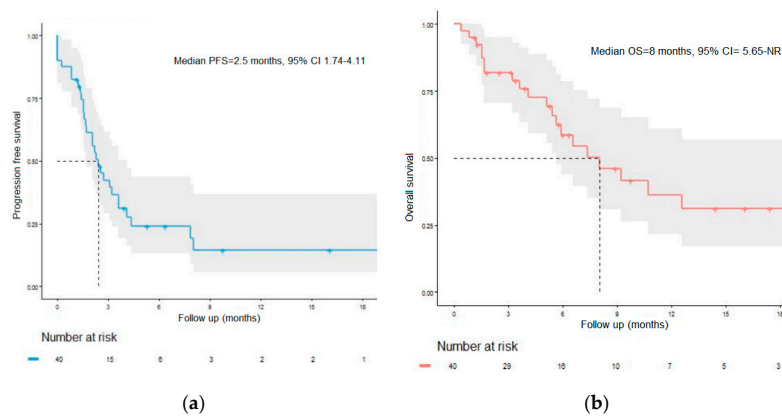 Median PFS=2.5 months, 95% CI 1.74-4.11
Progression free survival
1.00
0.75
0.50
0.25
0.00
0 3 6 9 12 15 18
Follow up (months)
Number at risk
40 15 6 3 2 2 1
(a)
Median OS=8 months, 95% CI= 5.65-NR
Overall survival
1.00
0.75
0.50
0.25
0.00
0 3 6 9 12 15 18
Follow up (months)
Number at risk
40 29 16 10 7 5 3
(b)